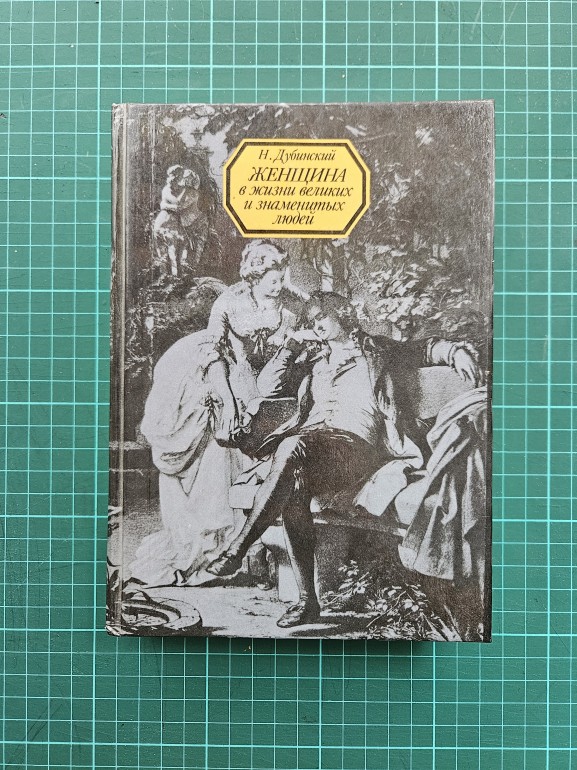 Н. Дубинский
ЖЕНЩИНА
в жизни великих
и знаменитых
людей